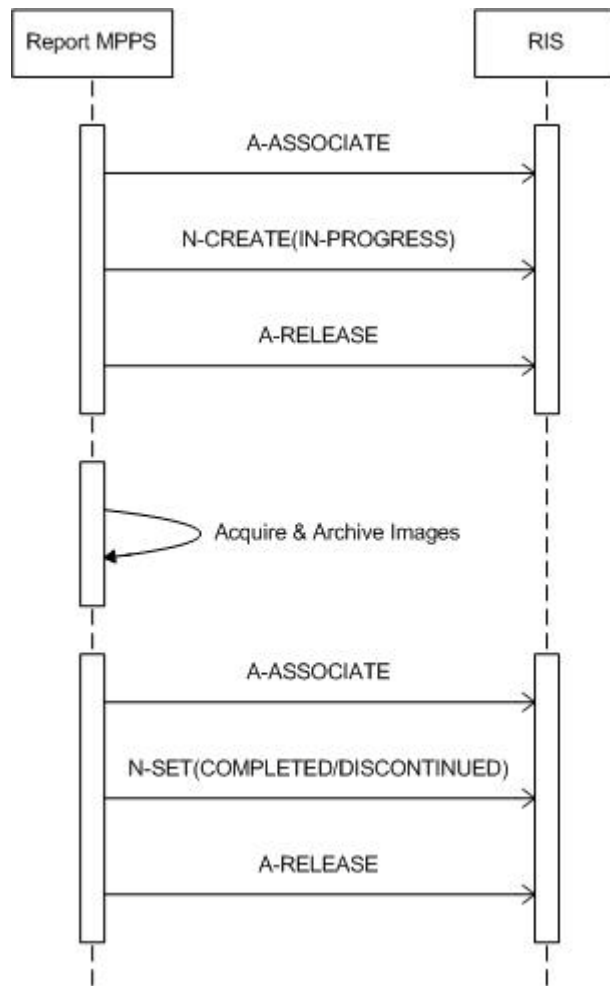 Report MPPS
RIS
A-ASSOCIATE
N-CREATE(IN-PROGRESS)
A-RELEASE
Acquire & Archive Images
A-ASSOCIATE
N-SET(COMPLETED/DISCONTINUED)
A-RELEASE